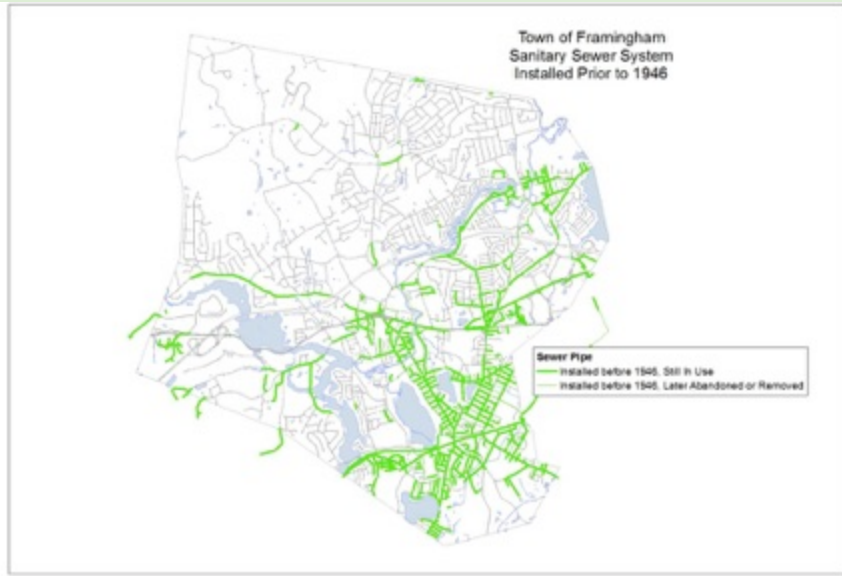 Town of Framingham
Sanitary Sewer System
Installed Prior to 1946
Sewer Pipe
Installed before 1946, Still In Use
Installed before 1946, Later Abandoned or Removed